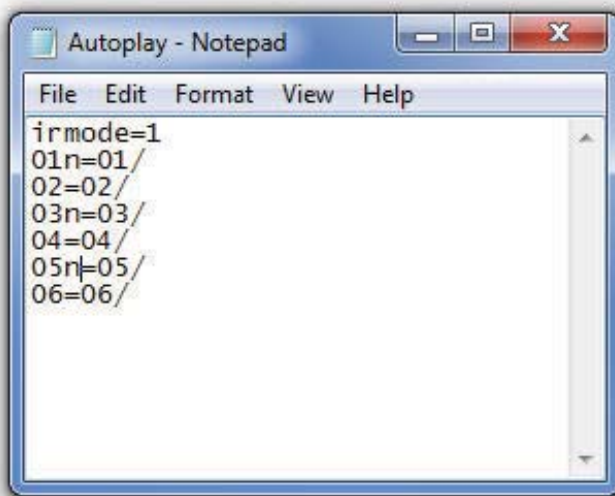 Autoplay - Notepad
File Edit Format View Help
irmode=1
01n=01/
02=02/
03n=03/
04=04/
05n=05/
06=06/